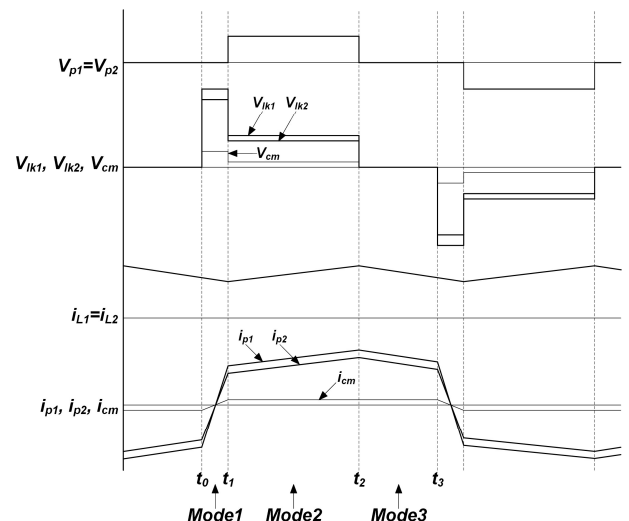 Vp1=Vp2
Vlk1 Vlk2
Vcm
Vlk1, Vlk2, Vcm
iL1=iL2
ip1 ip2
icm
ip1, ip2, icm
t0 t1 t2 t3
Mode1 Mode2 Mode3